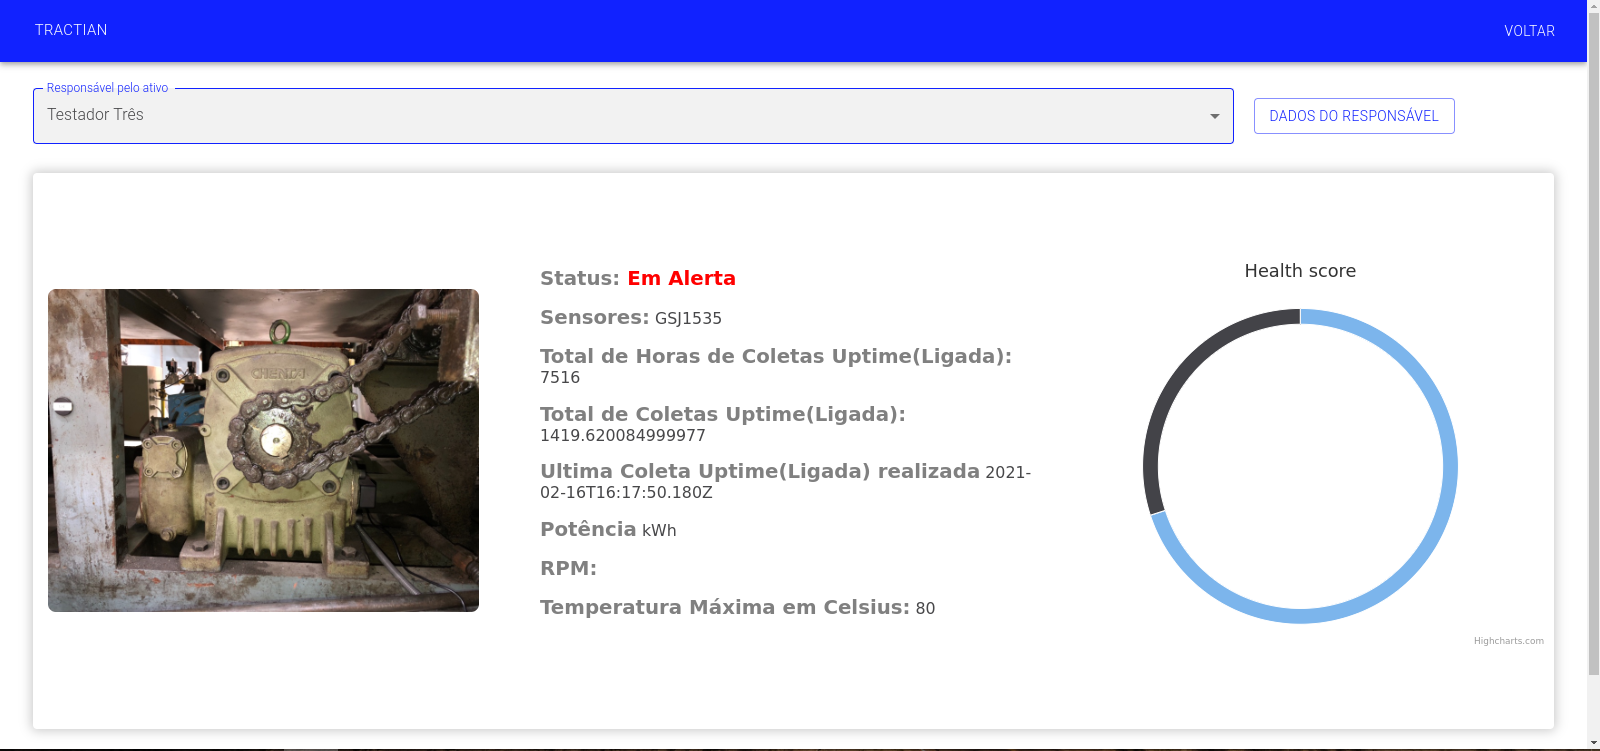 TRACTIAN
VOLTAR
Responsável pelo ativo
Testador Três
DADOS DO RESPONSÁVEL
Status: Em Alerta
Sensores: GSJ1535
Total de Horas de Coletas Uptime(Ligada):
7516
Total de Coletas Uptime(Ligada):
1419.620084999977
Ultima Coleta Uptime(Ligada) realizada 2021-
02-16T16:17:50.180Z
Potência kWh
RPM:
Temperatura Máxima em Celsius: 80
Health score
Highcharts.com